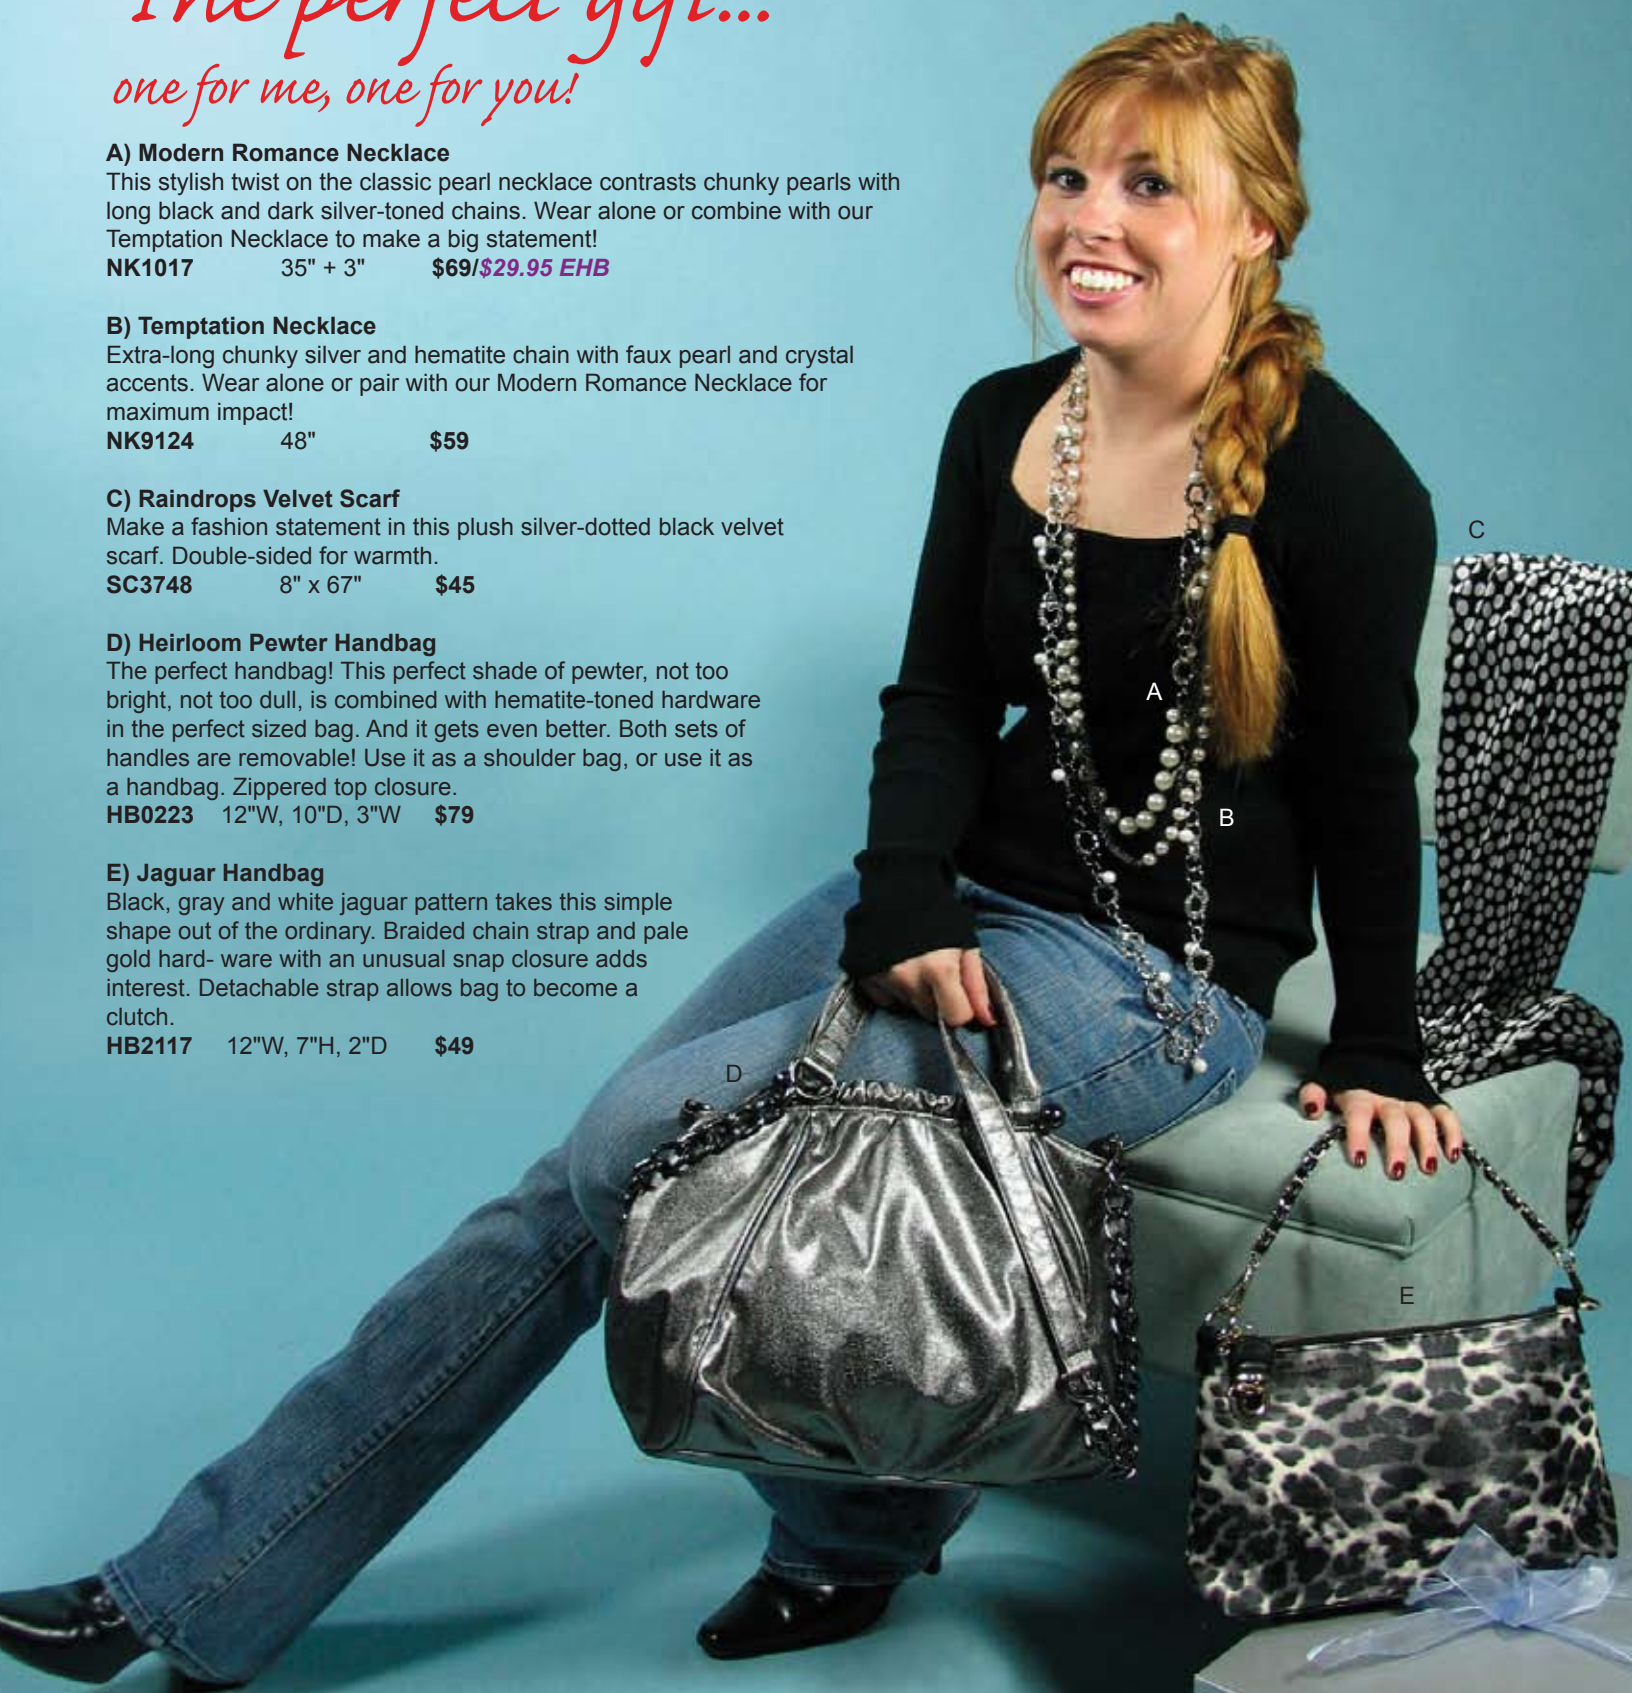 The perfect gift...
one for me, one for you!
A) Modern Romance Necklace
This stylish twist on the classic pearl necklace contrasts chunky pearls with
long black and dark silver-toned chains. Wear alone or combine with our
Temptation Necklace to make a big statement!
NK1017 35" + 3" $69/$29.95 EHB
B) Temptation Necklace
Extra-long chunky silver and hematite chain with faux pearl and crystal
accents. Wear alone or pair with our Modern Romance Necklace for
maximum impact!
NK9124 48" $59
C) Raindrops Velvet Scarf
Make a fashion statement in this plush silver-dotted black velvet
scarf. Double-sided for warmth.
SC3748 8" x 67" $45
D) Heirloom Pewter Handbag
The perfect handbag! This perfect shade of pewter, not too
bright, not too dull, is combined with hematite-toned hardware
in the perfect sized bag. And it gets even better. Both sets of
handles are removable! Use it as a shoulder bag, or use it as
a handbag. Zippered top closure.
HB0223 12"W, 10"D, 3"W $79
E) Jaguar Handbag
Black, gray and white jaguar pattern takes this simple
shape out of the ordinary. Braided chain strap and pale
gold hard- ware with an unusual snap closure adds
interest. Detachable strap allows bag to become a
clutch.
HB2117 12"W, 7"H, 2"D $49
C
A
B
D
E